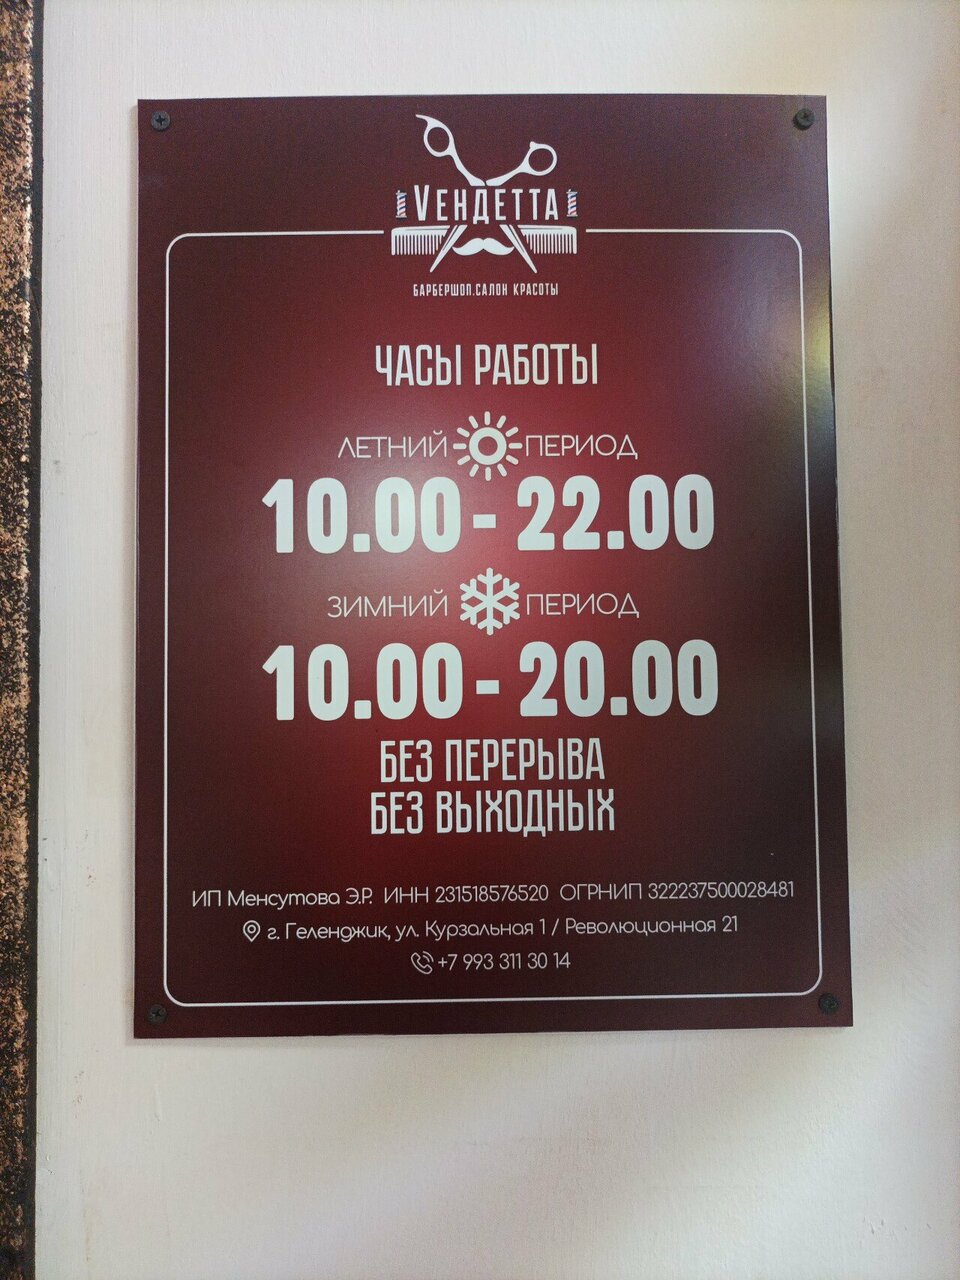 VЕНДЕТТА
БАРБЕРШОП.САЛОН КРАСОТЫ
ЧАСЫ РАБОТЫ
ЛЕТНИЙ ПЕРИОД
10.00 - 22.00
ЗИМНИЙ ПЕРИОД
10.00 - 20.00
БЕЗ ПЕРЕРЫВА
БЕЗ ВЫХОДНЫХ
ИП Менсутова Э.Р. ИНН 231518576520 ОГРНИП 322237500028481
г. Геленджик, ул. Курзальная 1 / Революционная 21
+7 993 311 30 14